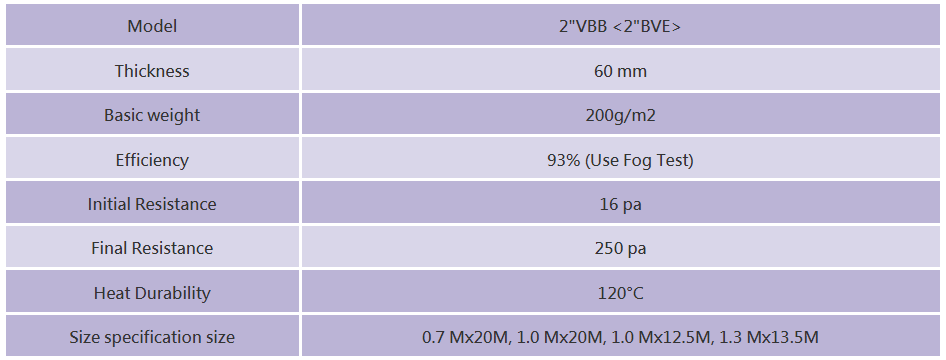 Model 2"VBB <2"BVE>
Thickness 60 mm
Basic weight 200g/m2
Efficiency 93% (Use Fog Test)
Initial Resistance 16 pa
Final Resistance 250 pa
Heat Durability 120°C
Size specification size 0.7 Mx20M, 1.0 Mx20M, 1.0 Mx12.5M, 1.3 Mx13.5M